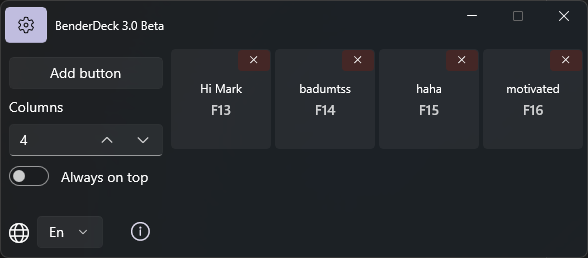 BenderDeck 3.0 Beta
Add button
Columns
4
Always on top
En
Hi Mark
F13
badumtss
F14
haha
F15
motivated
F16